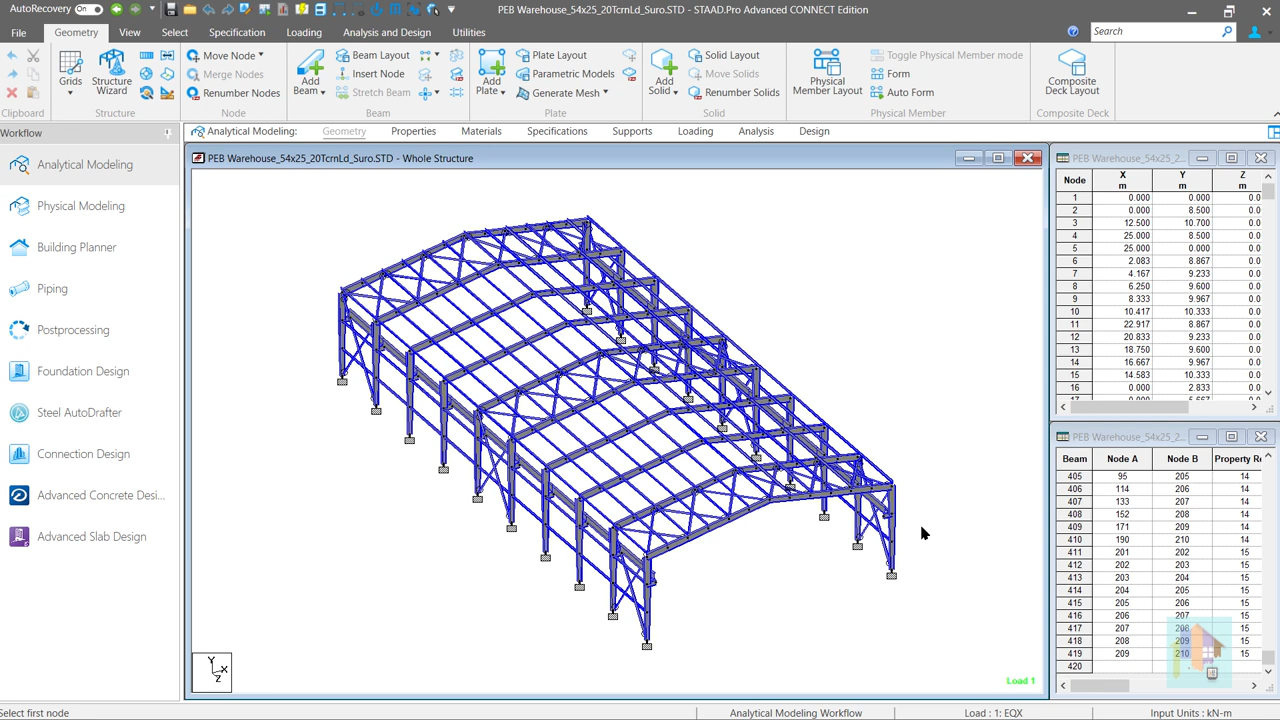 AutoRecovery On
PEB Warehouse_54x25_20TcrnLd_Suro.STD - STAAD.Pro Advanced CONNECT Edition
File Geometry View Select Specification Loading Analysis and Design Utilities
Search
Grids
Structure Wizard
Move Node
Merge Nodes
Renumber Nodes
Add Beam
Beam Layout
Insert Node
Stretch Beam
Add Plate
Plate Layout
Parametric Models
Generate Mesh
Add Solid
Solid Layout
Move Solids
Renumber Solids
Physical Member Layout
Toggle Physical Member mode
Form
Auto Form
Composite Deck Layout
Clipboard Structure Node Beam Plate Solid Physical Member Composite Deck
Workflow
Analytical Modeling: Geometry Properties Materials Specifications Supports Loading Analysis Design
Analytical Modeling
Physical Modeling
Building Planner
Piping
Postprocessing
Foundation Design
Steel AutoDrafter
Connection Design
Advanced Concrete Desi...
Advanced Slab Design
PEB Warehouse_54x25_20TcrnLd_Suro.STD - Whole Structure
Y
X
Z
Load 1
PEB Warehouse_54x25_2...
Node X m Y m Z m
1 0.000 0.000 0.0
2 0.000 8.500 0.0
3 12.500 10.700 0.0
4 25.000 8.500 0.0
5 25.000 0.000 0.0
6 2.083 8.867 0.0
7 4.167 9.233 0.0
8 6.250 9.600 0.0
9 8.333 9.967 0.0
10 10.417 10.333 0.0
11 22.917 8.867 0.0
12 20.833 9.233 0.0
13 18.750 9.600 0.0
14 16.667 9.967 0.0
15 14.583 10.333 0.0
16 0.000 2.833 0.0
PEB Warehouse_54x25_2...
Beam Node A Node B Property Re
405 95 205 14
406 114 206 14
407 133 207 14
408 152 208 14
409 171 209 14
410 190 210 14
411 201 202 15
412 202 203 15
413 203 204 15
414 204 205 15
415 205 206 15
416 206 207 15
417 207 208 15
418 208 209 15
419 209 210 15
420
Select first node
Analytical Modeling Workflow
Load : 1: EQX
Input Units : kN-m